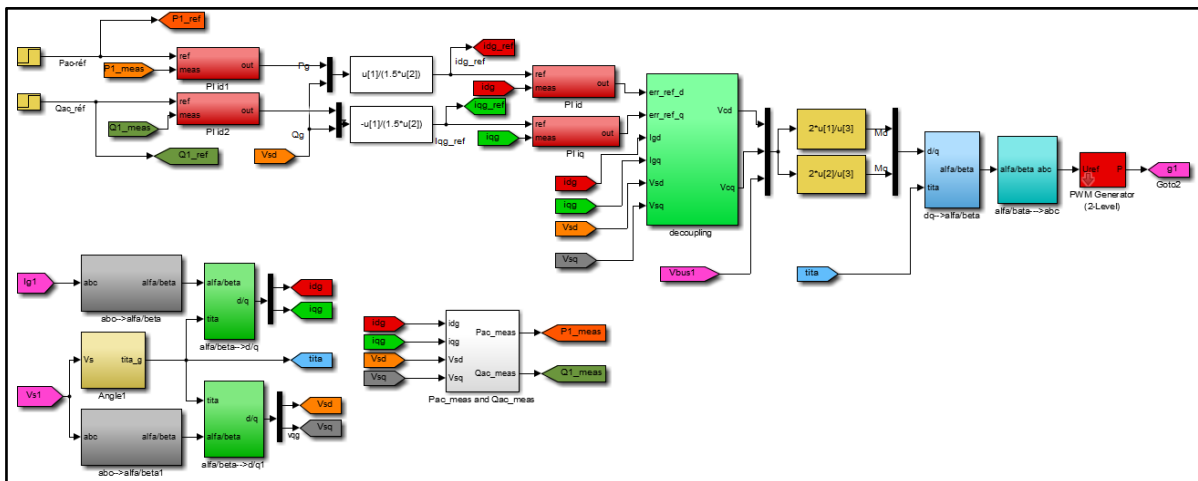 P1_ref
Pac-réf
P1_meas
ref
meas
out
PI id1
Pg
u[1]/(1.5*u[2])
idg_ref
idg_ref
idg
ref
meas
out
PI id
Qac_réf
Q1_meas
ref
meas
out
PI id2
Qg
-u[1]/(1.5*u[2])
iqg_ref
Iqg_ref
iqg
ref
meas
out
PI iq
Q1_ref
Vsd
err_ref_d
err_ref_q
Igd
Igq
Vsd
Vsq
Vcd
Vcq
decoupling
idg
iqg
Vsd
Vsq
Vbus1
2*u[1]/u[3]
Md
2*u[2]/u[3]
Mq
tita
d/q
tita
alfa/beta
dq-->alfa/beta
alfa/beta
abc
alfa/bata--->abc
Uref
P
PWM Generator
(2-Level)
g1
Goto2
Ig1
abc
alfa/beta
abc-->alfa/beta
alfa/beta
tita
d/q
alfa/beta-->d/q
idg
iqg
Vs
tita_g
Angle1
tita
Vs1
abc
alfa/beta
abc-->alfa/beta1
tita
alfa/beta
d/q
alfa/beta-->d/q1
Vsd
vqg
Vsq
idg
iqg
Vsd
Vsq
idg
iqg
Vsd
Vsq
Pac_meas
Qac_meas
Pac_meas and Qac_meas
P1_meas
Q1_meas